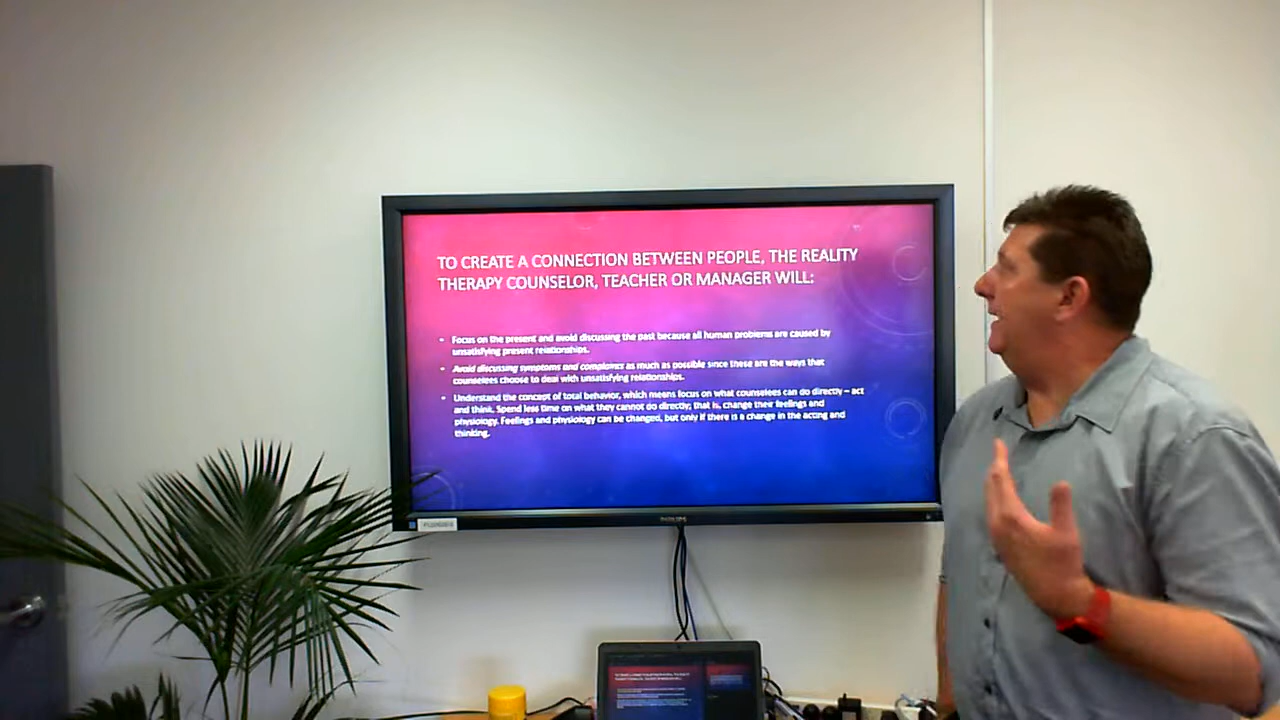 TO CREATE A CONNECTION BETWEEN PEOPLE, THE REALITY
THERAPY COUNSELOR, TEACHER OR MANAGER WILL:
• Focus on the present and avoid discussing the past because all human problems are caused by
unsatisfying present relationships.
• Avoid discussing symptoms and complaints as much as possible since these are the ways that
counselees choose to deal with unsatisfying relationships.
• Understand the concept of total behavior, which means focus on what counselees can do directly – act
and think. Spend less time on what they cannot do directly; that is, change their feelings and
physiology. Feelings and physiology can be changed, but only if there is a change in the acting and
thinking.